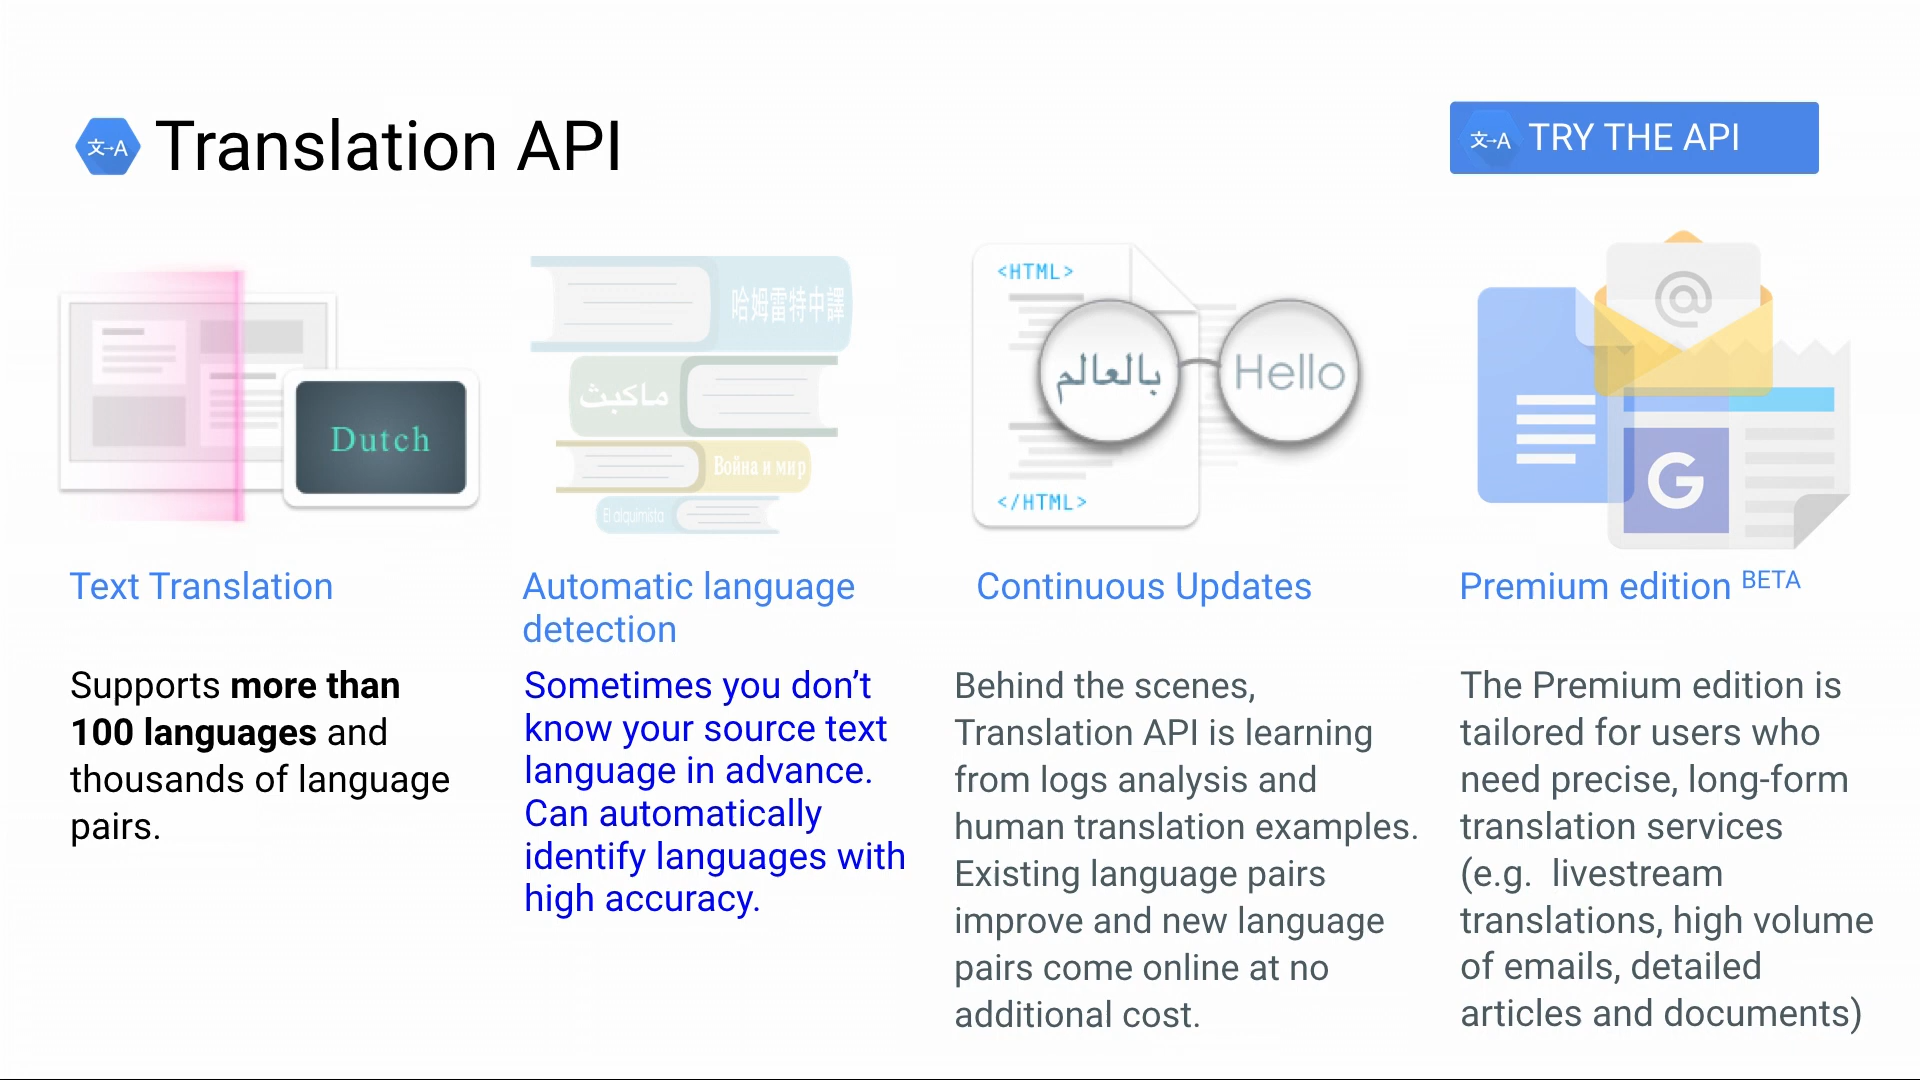 文→A Translation API
文→A TRY THE API
Dutch
哈姆雷特中譯
ماكبث
Война и мир
El alquimista
<HTML>
بالعالم
Hello
</HTML>
@
G
Text Translation
Supports more than
100 languages and
thousands of language
pairs.
Automatic language
detection
Sometimes you don’t
know your source text
language in advance.
Can automatically
identify languages with
high accuracy.
Continuous Updates
Behind the scenes,
Translation API is learning
from logs analysis and
human translation examples.
Existing language pairs
improve and new language
pairs come online at no
additional cost.
Premium edition BETA
The Premium edition is
tailored for users who
need precise, long-form
translation services
(e.g.  livestream
translations, high volume
of emails, detailed
articles and documents)